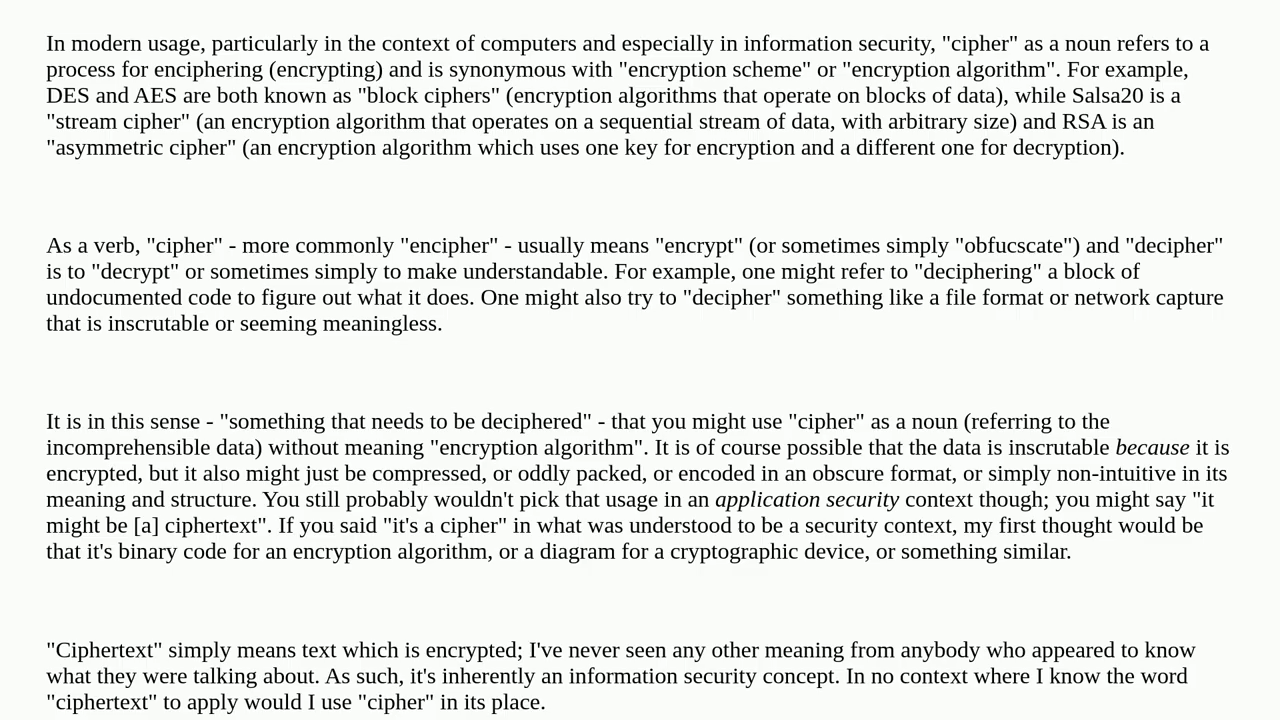 In modern usage, particularly in the context of computers and especially in information security, "cipher" as a noun refers to a
process for enciphering (encrypting) and is synonymous with "encryption scheme" or "encryption algorithm". For example,
DES and AES are both known as "block ciphers" (encryption algorithms that operate on blocks of data), while Salsa20 is a
"stream cipher" (an encryption algorithm that operates on a sequential stream of data, with arbitrary size) and RSA is an
"asymmetric cipher" (an encryption algorithm which uses one key for encryption and a different one for decryption).
As a verb, "cipher" - more commonly "encipher" - usually means "encrypt" (or sometimes simply "obfucscate") and "decipher"
is to "decrypt" or sometimes simply to make understandable. For example, one might refer to "deciphering" a block of
undocumented code to figure out what it does. One might also try to "decipher" something like a file format or network capture
that is inscrutable or seeming meaningless.
It is in this sense - "something that needs to be deciphered" - that you might use "cipher" as a noun (referring to the
incomprehensible data) without meaning "encryption algorithm". It is of course possible that the data is inscrutable because it is
encrypted, but it also might just be compressed, or oddly packed, or encoded in an obscure format, or simply non-intuitive in its
meaning and structure. You still probably wouldn't pick that usage in an application security context though; you might say "it
might be [a] ciphertext". If you said "it's a cipher" in what was understood to be a security context, my first thought would be
that it's binary code for an encryption algorithm, or a diagram for a cryptographic device, or something similar.
"Ciphertext" simply means text which is encrypted; I've never seen any other meaning from anybody who appeared to know
what they were talking about. As such, it's inherently an information security concept. In no context where I know the word
"ciphertext" to apply would I use "cipher" in its place.